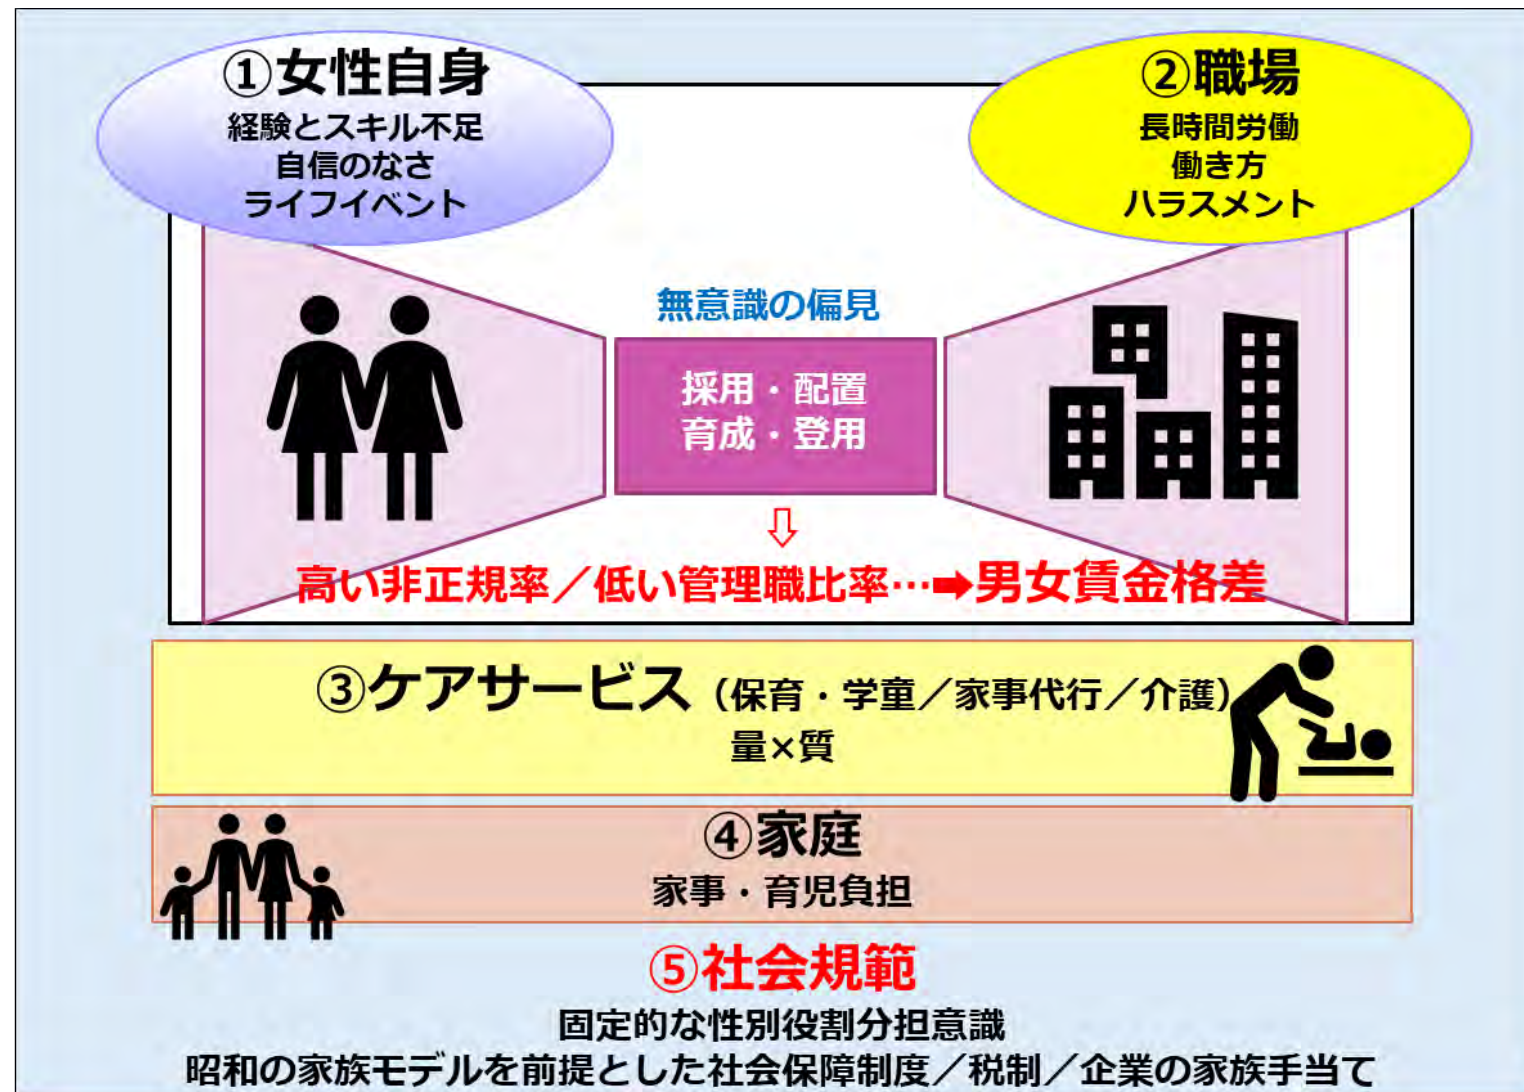 ①女性自身
経験とスキル不足
自信のなさ
ライフイベント
②職場
長時間労働
働き方
ハラスメント
無意識の偏見
採用・配置
育成・登用
高い非正規率／低い管理職比率…➡男女賃金格差
③ケアサービス（保育・学童／家事代行／介護）
量×質
④家庭
家事・育児負担
⑤社会規範
固定的な性別役割分担意識
昭和の家族モデルを前提とした社会保障制度／税制／企業の家族手当て